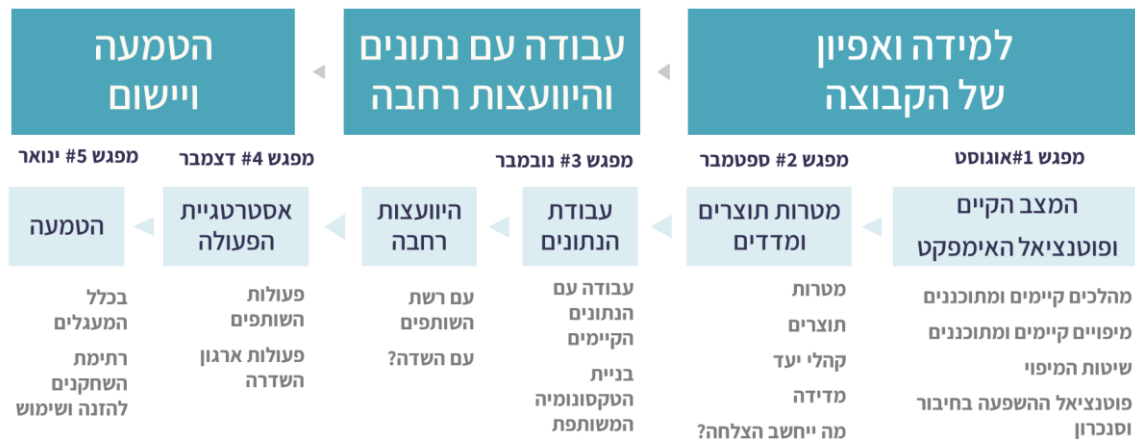 למידה ואפיון
של הקבוצה
עבודה עם נתונים
והיוועצות רחבה
הטמעה
ויישום
מפגש #1אוגוסט
מפגש #2 ספטמבר
מפגש #3 נובמבר
מפגש #4 דצמבר
מפגש #5 ינואר
המצב הקיים
ופוטנציאל האימפקט
מטרות תוצרים
ומדדים
עבודת
הנתונים
היוועצות
רחבה
אסטרטגיית
הפעולה
הטמעה
מהלכים קיימים ומתוכננים
מיפויים קיימים ומתוכננים
שיטות המיפוי
פוטנציאל ההשפעה בחיבור
וסנכרון
מטרות
תוצרים
קהלי יעד
מדידה
מה ייחשב הצלחה?
עבודה עם
הנתונים
הקיימים
בניית
הטקסונומיה
המשותפת
עם רשת
השותפים
עם השדה?
פעולות
השותפים
פעולות ארגון
השדרה
בכלל
המעגלים
רתימת
השחקנים
להזנה ושימוש